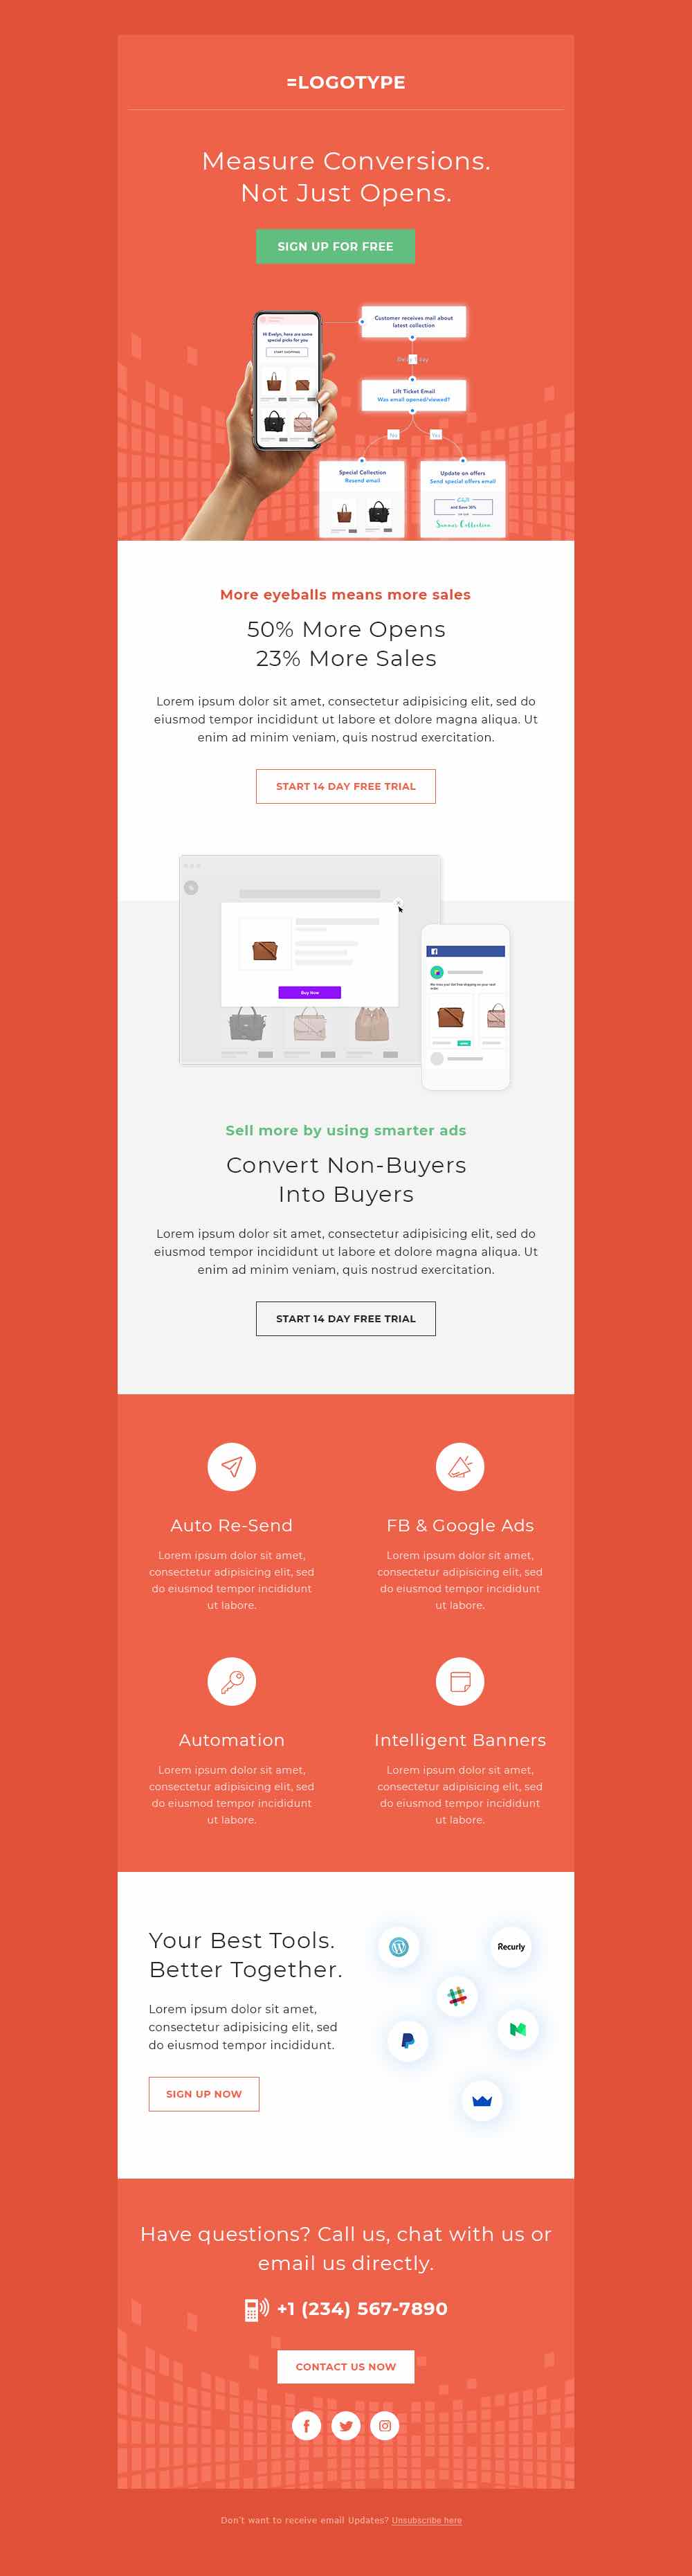 =LOGOTYPE
Measure Conversions.
Not Just Opens.
SIGN UP FOR FREE
Hi Evelyn, here are some
special picks for you
START SHOPPING
Customer receives mail about
latest collection
Lift Ticket Email
Was email opened/viewed?
No
Yes
Special Collection
Resend email
Update on offers
Send special offers email
and Save 30%
Summer Collection
More eyeballs means more sales
50% More Opens
23% More Sales
Lorem ipsum dolor sit amet, consectetur adipisicing elit, sed do
eiusmod tempor incididunt ut labore et dolore magna aliqua. Ut
enim ad minim veniam, quis nostrud exercitation.
START 14 DAY FREE TRIAL
Buy Now
Sell more by using smarter ads
Convert Non-Buyers
Into Buyers
Lorem ipsum dolor sit amet, consectetur adipisicing elit, sed do
eiusmod tempor incididunt ut labore et dolore magna aliqua. Ut
enim ad minim veniam, quis nostrud exercitation.
START 14 DAY FREE TRIAL
Auto Re-Send
Lorem ipsum dolor sit amet,
consectetur adipisicing elit, sed
do eiusmod tempor incididunt
ut labore.
FB & Google Ads
Lorem ipsum dolor sit amet,
consectetur adipisicing elit, sed
do eiusmod tempor incididunt
ut labore.
Automation
Lorem ipsum dolor sit amet,
consectetur adipisicing elit, sed
do eiusmod tempor incididunt
ut labore.
Intelligent Banners
Lorem ipsum dolor sit amet,
consectetur adipisicing elit, sed
do eiusmod tempor incididunt
ut labore.
Your Best Tools.
Better Together.
Lorem ipsum dolor sit amet,
consectetur adipisicing elit, sed
do eiusmod tempor incididunt.
SIGN UP NOW
Recurly
Have questions? Call us, chat with us or
email us directly.
+1 (234) 567-7890
CONTACT US NOW
Don't want to receive email Updates? Unsubscribe here